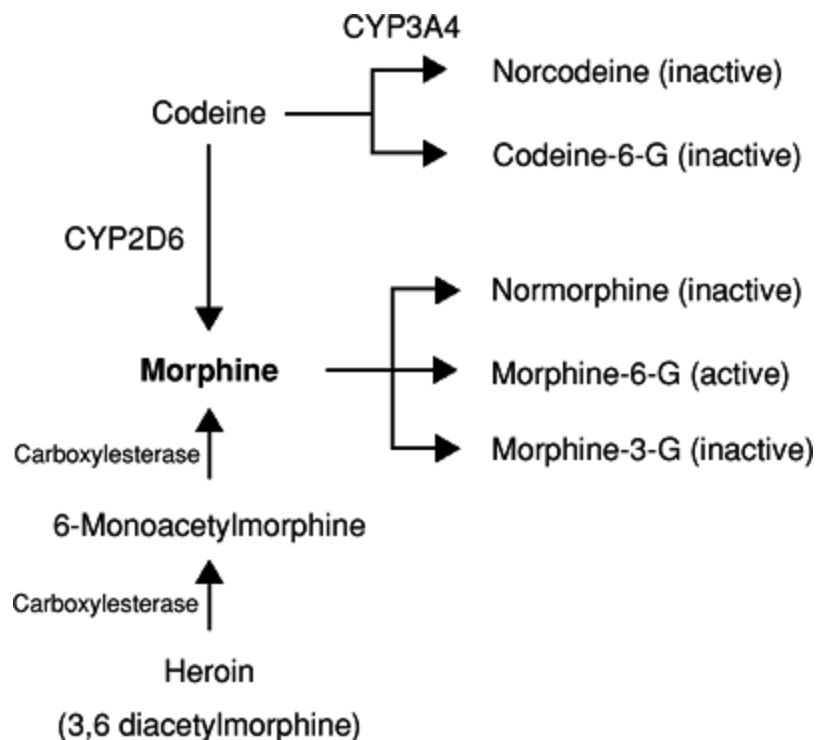 CYP3A4
Norcodeine (inactive)
Codeine
Codeine-6-G (inactive)
CYP2D6
Normorphine (inactive)
Morphine
Morphine-6-G (active)
Morphine-3-G (inactive)
Carboxylesterase
6-Monoacetylmorphine
Carboxylesterase
Heroin
(3,6 diacetylmorphine)